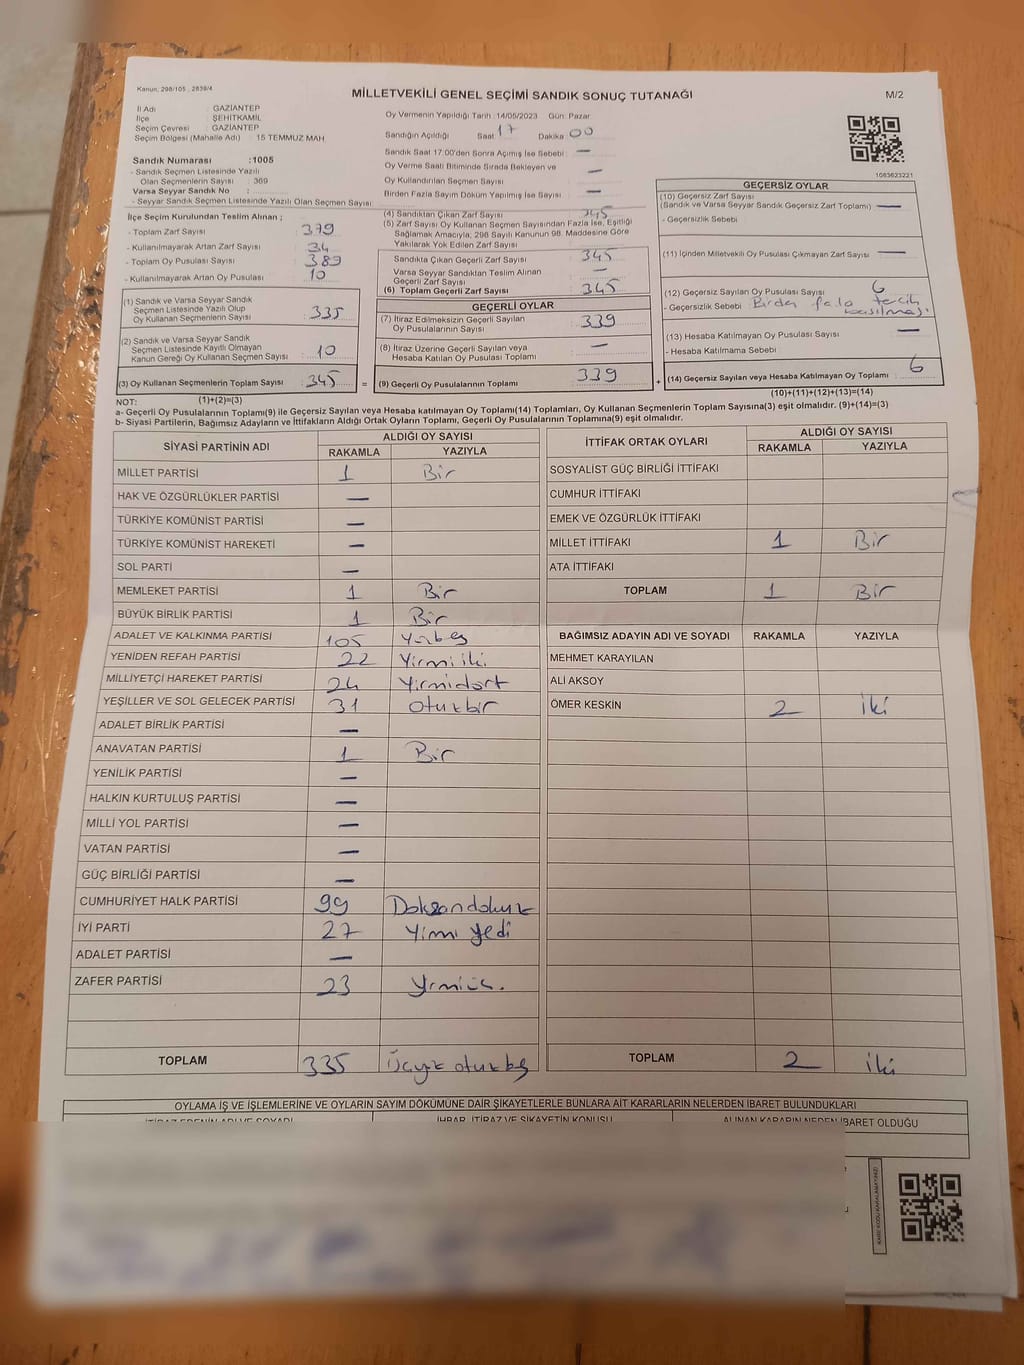 Kanun: 298/105 , 2839/4
MİLLETVEKİLİ GENEL SEÇİMİ SANDIK SONUÇ TUTANAĞI
M/2
İl Adı : GAZİANTEP
İlçe : ŞEHİTKAMİL
Seçim Çevresi : GAZİANTEP
Seçim Bölgesi (Mahalle Adı) : 15 TEMMUZ MAH
Sandık Numarası :1005
- Sandık Seçmen Listesinde Yazılı
Olan Seçmenlerin Sayısı : 369
Varsa Seyyar Sandık No :
- Seyyar Sandık Seçmen Listesinde Yazılı Olan Seçmen Sayısı :
Oy Vermenin Yapıldığı Tarih :14/05/2023 Gün: Pazar
Sandığın Açıldığı Saat 17 Dakika 00
Sandık Saat 17:00'den Sonra Açılmış İse Sebebi : —
Oy Verme Saati Bitiminde Sırada Bekleyen ve
Oy Kullandırılan Seçmen Sayısı : —
Birden Fazla Sayım Döküm Yapılmış İse Sayısı : —
1083623221
İlçe Seçim Kurulundan Teslim Alınan ;
- Toplam Zarf Sayısı : 379
- Kullanılmayarak Artan Zarf Sayısı : 34
- Toplam Oy Pusulası Sayısı : 389
- Kullanılmayarak Artan Oy Pusulası : 10
(1) Sandık ve Varsa Seyyar Sandık
Seçmen Listesinde Yazılı Olup
Oy Kullanan Seçmenlerin Sayısı : 335
(2) Sandık ve Varsa Seyyar Sandık
Seçmen Listesinde Kayıtlı Olmayan
Kanun Gereği Oy Kullanan Seçmen Sayısı : 10
(3) Oy Kullanan Seçmenlerin Toplam Sayısı : 345 =
(4) Sandıktan Çıkan Zarf Sayısı : 345
(5) Zarf Sayısı Oy Kullanan Seçmen Sayısından Fazla İse, Eşitliği
Sağlamak Amacıyla, 298 Sayılı Kanunun 98. Maddesine Göre
Yakılarak Yok Edilen Zarf Sayısı :
Sandıkta Çıkan Geçerli Zarf Sayısı : 345
Varsa Seyyar Sandıktan Teslim Alınan
Geçerli Zarf Sayısı : —
(6) Toplam Geçerli Zarf Sayısı : 345
GEÇERLİ OYLAR
(7) İtiraz Edilmeksizin Geçerli Sayılan
Oy Pusulalarının Sayısı : 339
(8) İtiraz Üzerine Geçerli Sayılan veya
Hesaba Katılan Oy Pusulası Toplamı : —
(9) Geçerli Oy Pusulalarının Toplamı : 339 +
GEÇERSİZ OYLAR
(10) Geçersiz Zarf Sayısı
(Sandık ve Varsa Seyyar Sandık Geçersiz Zarf Toplamı) : —
- Geçersizlik Sebebi :
(11) İçinden Milletvekili Oy Pusulası Çıkmayan Zarf Sayısı : —
(12) Geçersiz Sayılan Oy Pusulası Sayısı : 6
- Geçersizlik Sebebi : Birden fazla tercih
basılması
(13) Hesaba Katılmayan Oy Pusulası Sayısı : —
- Hesaba Katılmama Sebebi :
(14) Geçersiz Sayılan veya Hesaba Katılmayan Oy Toplamı : 6
NOT: (1)+(2)=(3) (10)+(11)+(12)+(13)=(14)
a- Geçerli Oy Pusulalarının Toplamı(9) ile Geçersiz Sayılan veya Hesaba katılmayan Oy Toplamı(14) Toplamları, Oy Kullanan Seçmenlerin Toplam Sayısına(3) eşit olmalıdır. (9)+(14)=(3)
b- Siyasi Partilerin, Bağımsız Adayların ve İttifakların Aldığı Ortak Oyların Toplamı, Geçerli Oy Pusulalarının Toplamına(9) eşit olmalıdır.
SİYASİ PARTİNİN ADI ALDIĞI OY SAYISI
RAKAMLA YAZIYLA
MİLLET PARTİSİ 1 Bir
HAK VE ÖZGÜRLÜKLER PARTİSİ —
TÜRKİYE KOMÜNİST PARTİSİ —
TÜRKİYE KOMÜNİST HAREKETİ —
SOL PARTİ —
MEMLEKET PARTİSİ 1 Bir
BÜYÜK BİRLİK PARTİSİ 1 Bir
ADALET VE KALKINMA PARTİSİ 105 Yüzbeş
YENİDEN REFAH PARTİSİ 22 Yirmi iki
MİLLİYETÇİ HAREKET PARTİSİ 24 Yirmidört
YEŞİLLER VE SOL GELECEK PARTİSİ 31 Otuzbir
ADALET BİRLİK PARTİSİ —
ANAVATAN PARTİSİ 1 Bir
YENİLİK PARTİSİ —
HALKIN KURTULUŞ PARTİSİ —
MİLLİ YOL PARTİSİ —
VATAN PARTİSİ —
GÜÇ BİRLİĞİ PARTİSİ —
CUMHURİYET HALK PARTİSİ 99 Doksandokuz
İYİ PARTİ 27 Yirmi yedi
ADALET PARTİSİ —
ZAFER PARTİSİ 23 Yirmiüç.
TOPLAM 335 Üçyüz otuzbeş
İTTİFAK ORTAK OYLARI ALDIĞI OY SAYISI
RAKAMLA YAZIYLA
SOSYALİST GÜÇ BİRLİĞİ İTTİFAKI
CUMHUR İTTİFAKI
EMEK VE ÖZGÜRLÜK İTTİFAKI
MİLLET İTTİFAKI 1 Bir
ATA İTTİFAKI
TOPLAM 1 Bir
BAĞIMSIZ ADAYIN ADI VE SOYADI RAKAMLA YAZIYLA
MEHMET KARAYILAN
ALİ AKSOY
ÖMER KESKİN 2 İki
TOPLAM 2 İki
OYLAMA İŞ VE İŞLEMLERİNE VE OYLARIN SAYIM DÖKÜMÜNE DAİR ŞİKAYETLERLE BUNLARA AİT KARARLARIN NELERDEN İBARET BULUNDUKLARI
İTİRAZ EDENİN ADI VE SOYADI İHBAR, İTİRAZ VE ŞİKAYETİN KONUSU ALINAN KARARIN NEDEN İBARET OLDUĞU